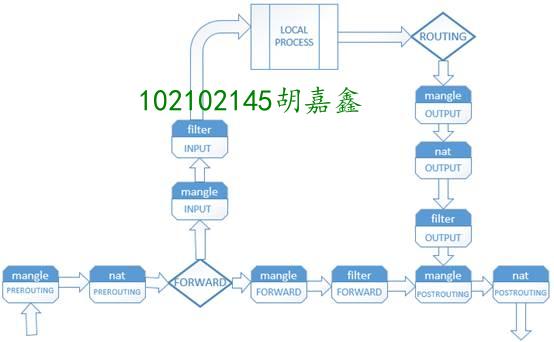 LOCAL
PROCESS
ROUTING
102102145胡嘉鑫
mangle
OUTPUT
filter
INPUT
nat
OUTPUT
mangle
INPUT
filter
OUTPUT
mangle
PREROUTING
nat
PREROUTING
FORWARD
mangle
FORWARD
filter
FORWARD
mangle
POSTROUTING
nat
POSTROUTING